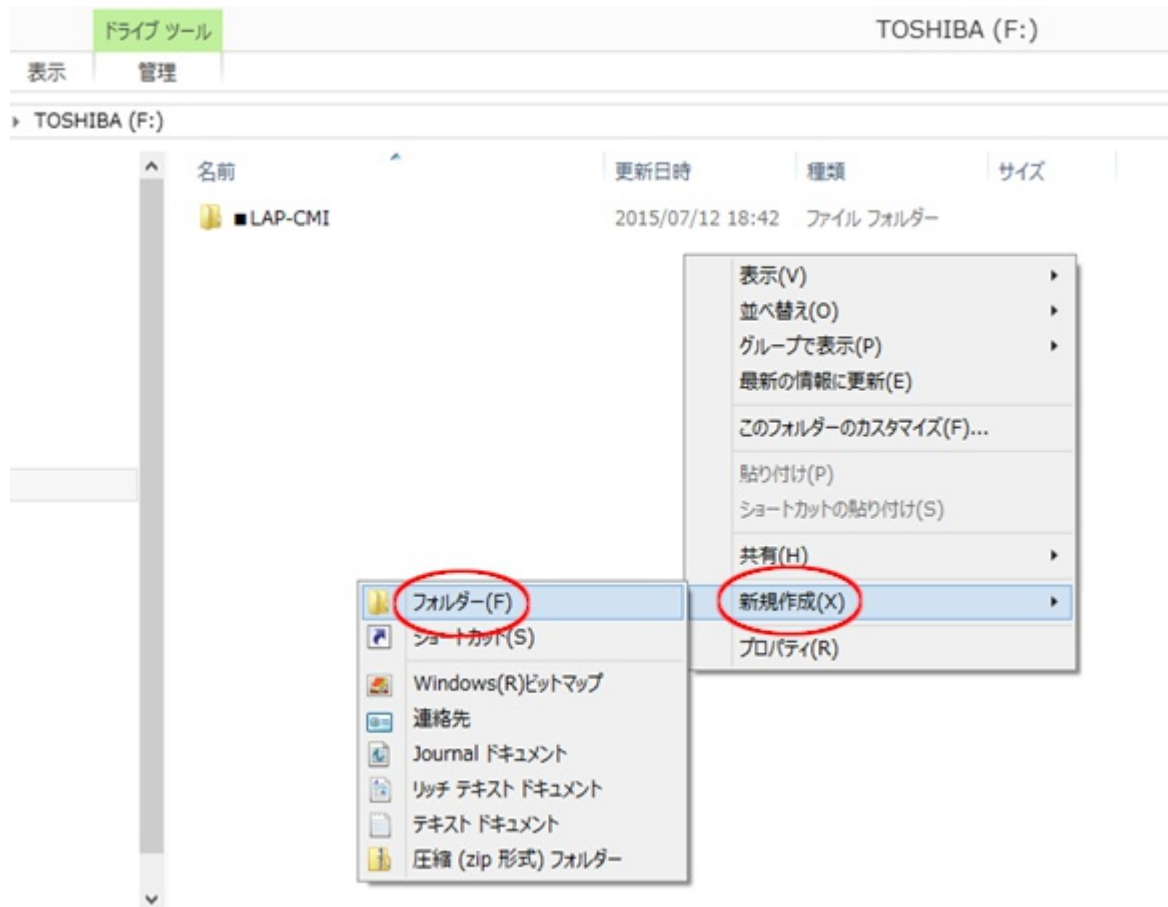 ドライブ ツール
TOSHIBA (F:)
表示 管理
TOSHIBA (F:)
名前 更新日時 種類 サイズ
■LAP-CMI 2015/07/12 18:42 ファイル フォルダー
表示(V)
並べ替え(O)
グループで表示(P)
最新の情報に更新(E)
このフォルダーのカスタマイズ(F)...
貼り付け(P)
ショートカットの貼り付け(S)
共有(H)
新規作成(X)
プロパティ(R)
フォルダー(F)
ショートカット(S)
Windows(R)ビットマップ
連絡先
Journal ドキュメント
リッチ テキスト ドキュメント
テキスト ドキュメント
圧縮 (zip 形式) フォルダー